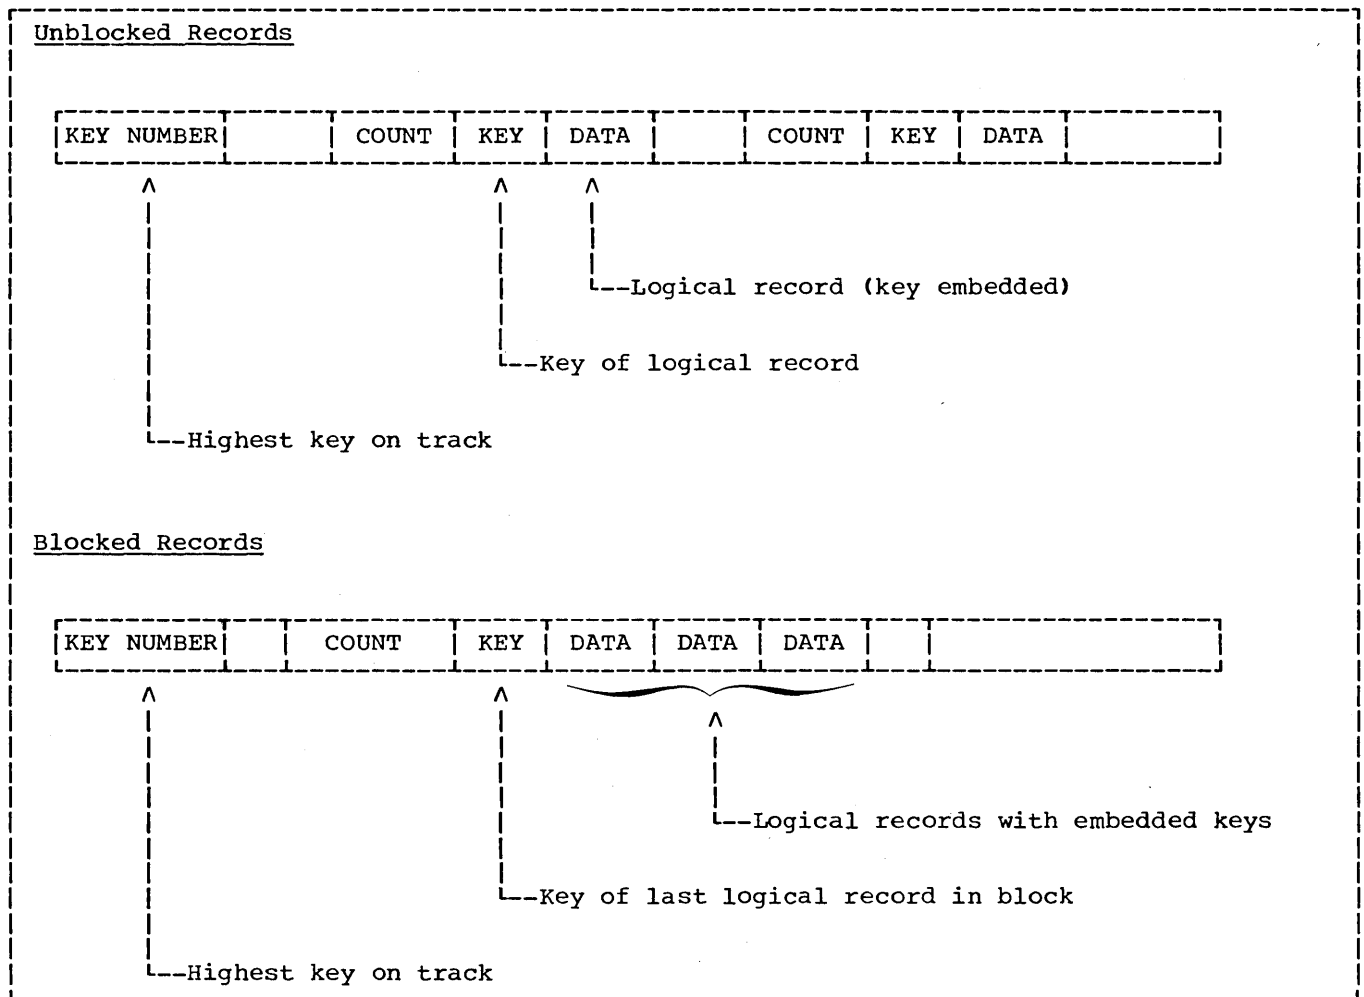 Unblocked Records
KEY NUMBER COUNT KEY DATA COUNT KEY DATA
Logical record (key embedded)
Key of logical record
Highest key on track
Blocked Records
KEY NUMBER COUNT KEY DATA DATA DATA
Logical records with embedded keys
Key of last logical record in block
Highest key on track